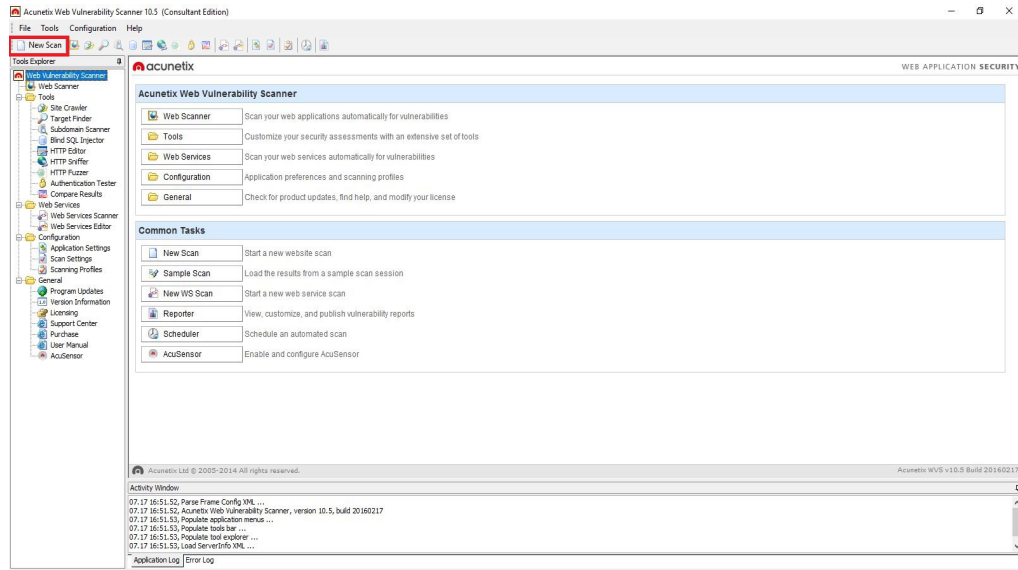 Acunetix Web Vulnerability Scanner 10.5 (Consultant Edition)
File Tools Configuration Help
New Scan
Tools Explorer
Web Vulnerability Scanner
Web Scanner
Tools
Site Crawler
Target Finder
Subdomain Scanner
Blind SQL Injector
HTTP Editor
HTTP Sniffer
HTTP Fuzzer
Authentication Tester
Compare Results
Web Services
Web Services Scanner
Web Services Editor
Configuration
Application Settings
Scan Settings
Scanning Profiles
General
Program Updates
Version Information
Licensing
Support Center
Purchase
User Manual
AcuSensor
acunetix
WEB APPLICATION SECURITY
Acunetix Web Vulnerability Scanner
Web Scanner Scan your web applications automatically for vulnerabilities
Tools Customize your security assessments with an extensive set of tools
Web Services Scan your web services automatically for vulnerabilities
Configuration Application preferences and scanning profiles
General Check for product updates, find help, and modify your license
Common Tasks
New Scan Start a new website scan
Sample Scan Load the results from a sample scan session
New WS Scan Start a new web service scan
Reporter View, customize, and publish vulnerability reports
Scheduler Schedule an automated scan
AcuSensor Enable and configure AcuSensor
Acunetix Ltd © 2005-2014 All rights reserved.
Acunetix WVS v10.5 Build 20160217
Activity Window
07.17 16:51.52, Parse Frame Config XML ...
07.17 16:51.52, Acunetix Web Vulnerability Scanner, version 10.5, build 20160217
07.17 16:51.53, Populate application menus ...
07.17 16:51.53, Populate tools bar ...
07.17 16:51.53, Populate tool explorer ...
07.17 16:51.53, Load ServerInfo XML ...
Application Log Error Log